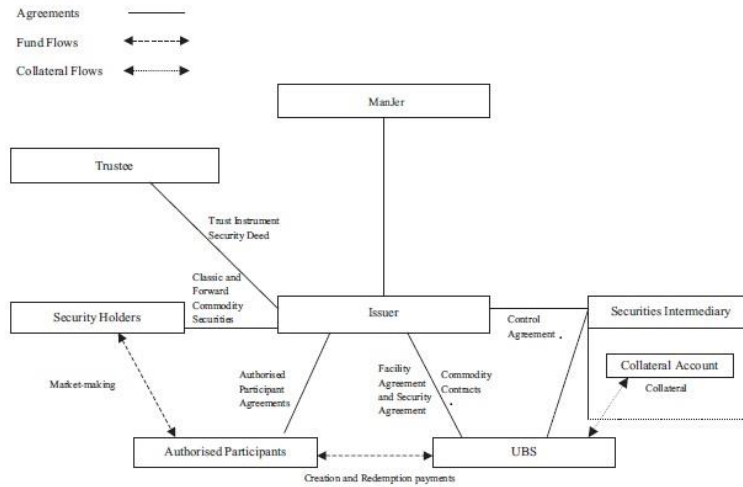 Agreements
Fund Flows
Collateral Flows
ManJer
Trustee
Trust Instrument
Security Deed
Classic and
Forward
Commodity
Securities
Security Holders
Issuer
Control
Agreement
Securities Intermediary
Collateral Account
Collateral
Market-making
Authorised
Participant
Agreements
Facility
Agreement
and Security
Agreement
Commodity
Contracts
Authorised Participants
UBS
Creation and Redemption payments